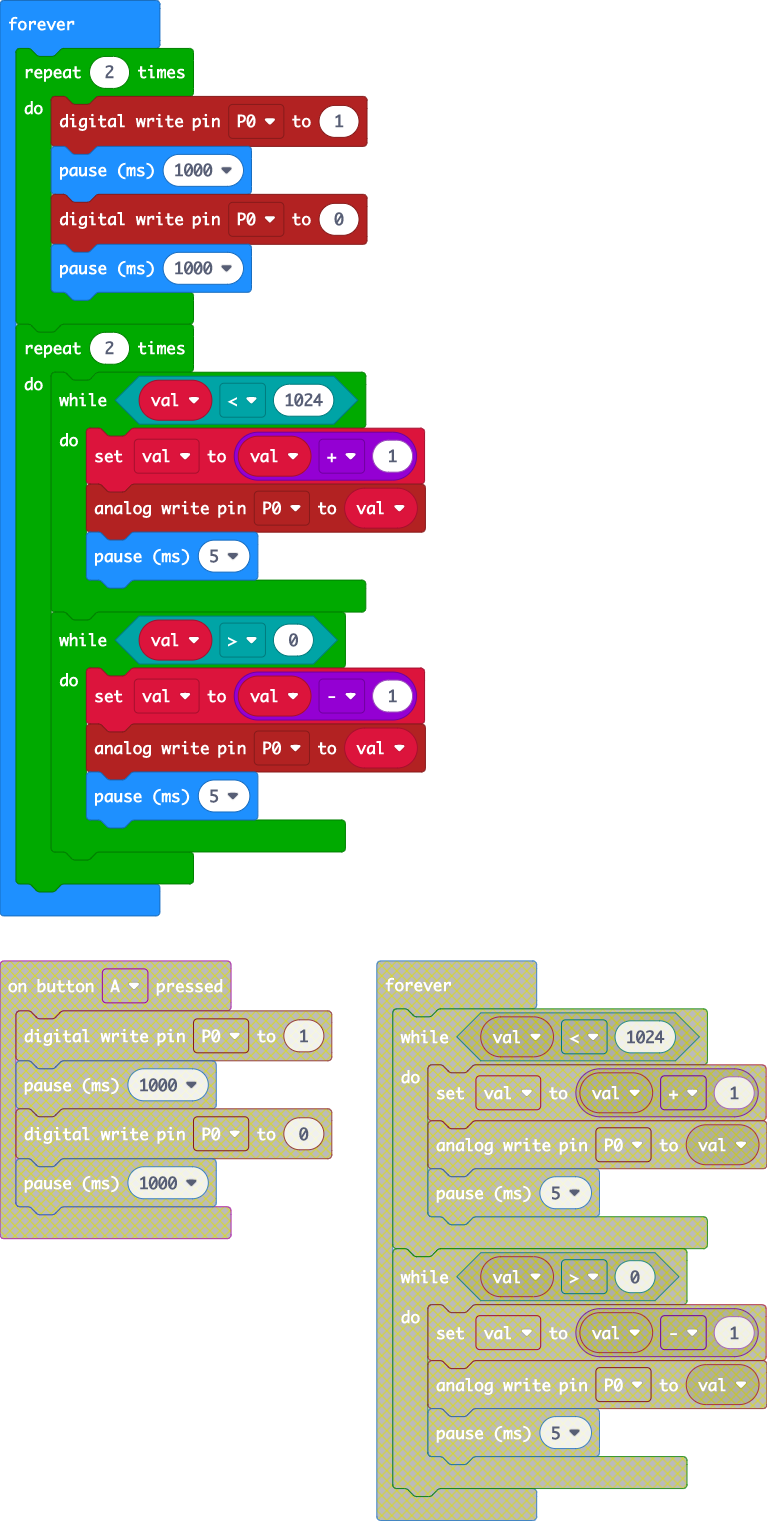 forever
repeat 2 times
do
digital write pin P0 to 1
pause (ms) 1000
digital write pin P0 to 0
pause (ms) 1000
repeat 2 times
do
while val < 1024
do
set val to val + 1
analog write pin P0 to val
pause (ms) 5
while val > 0
do
set val to val - 1
analog write pin P0 to val
pause (ms) 5
on button A pressed
digital write pin P0 to 1
pause (ms) 1000
digital write pin P0 to 0
pause (ms) 1000
forever
while val < 1024
do
set val to val + 1
analog write pin P0 to val
pause (ms) 5
while val > 0
do
set val to val - 1
analog write pin P0 to val
pause (ms) 5